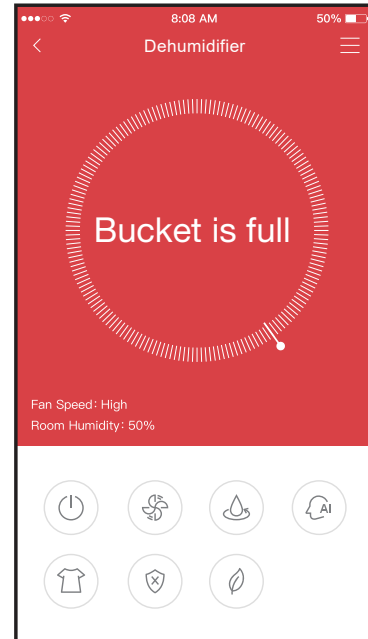 8:08 AM 50%
Dehumidifier
Bucket is full
Fan Speed: High
Room Humidity: 50%
AI